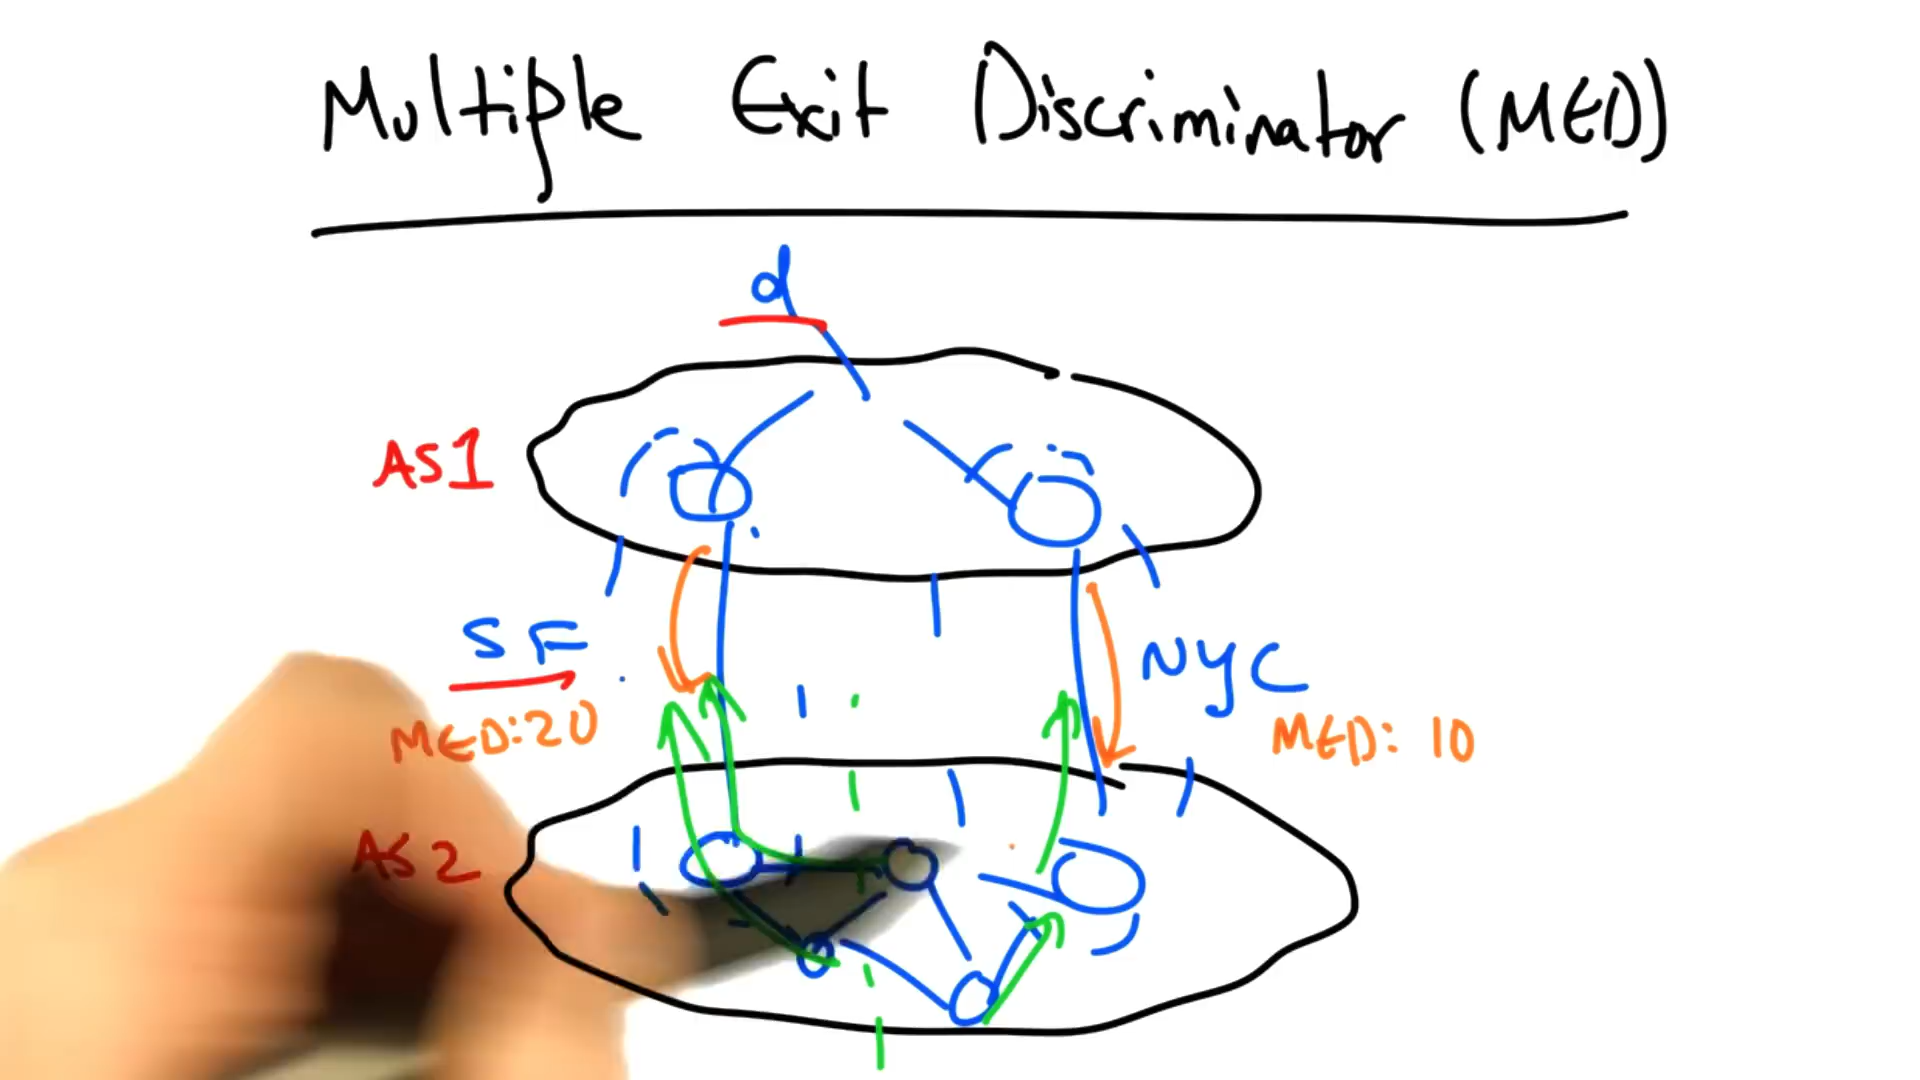 Multiple Exit Discriminator (MED)
d
AS1
SF
NYC
MED:20
MED: 10
AS2